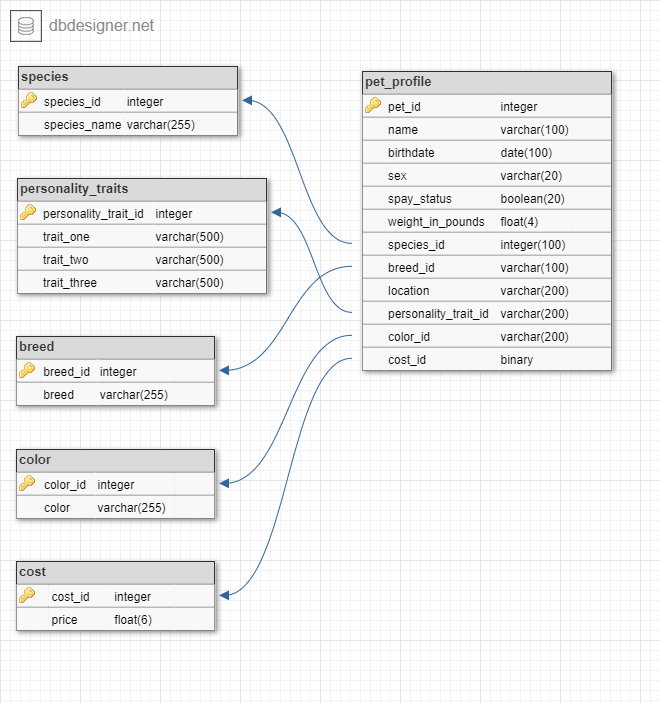 dbdesigner.net
species
species_id integer
species_name varchar(255)
personality_traits
personality_trait_id integer
trait_one varchar(500)
trait_two varchar(500)
trait_three varchar(500)
breed
breed_id integer
breed varchar(255)
color
color_id integer
color varchar(255)
cost
cost_id integer
price float(6)
pet_profile
pet_id integer
name varchar(100)
birthdate date(100)
sex varchar(20)
spay_status boolean(20)
weight_in_pounds float(4)
species_id integer(100)
breed_id varchar(100)
location varchar(200)
personality_trait_id varchar(200)
color_id varchar(200)
cost_id binary